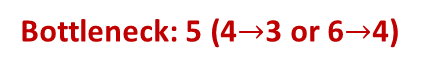 Bottleneck: 5 (4→3 or 6→4)